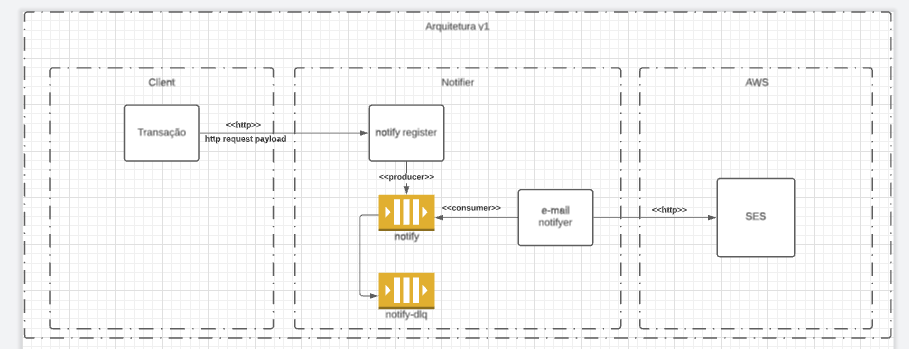 Arquitetura v1
Client
Notifier
AWS
Transação
<<http>>
http request payload
notify register
<<producer>>
notify
<<consumer>>
e-mail
notifyer
<<http>>
SES
notify-dlq